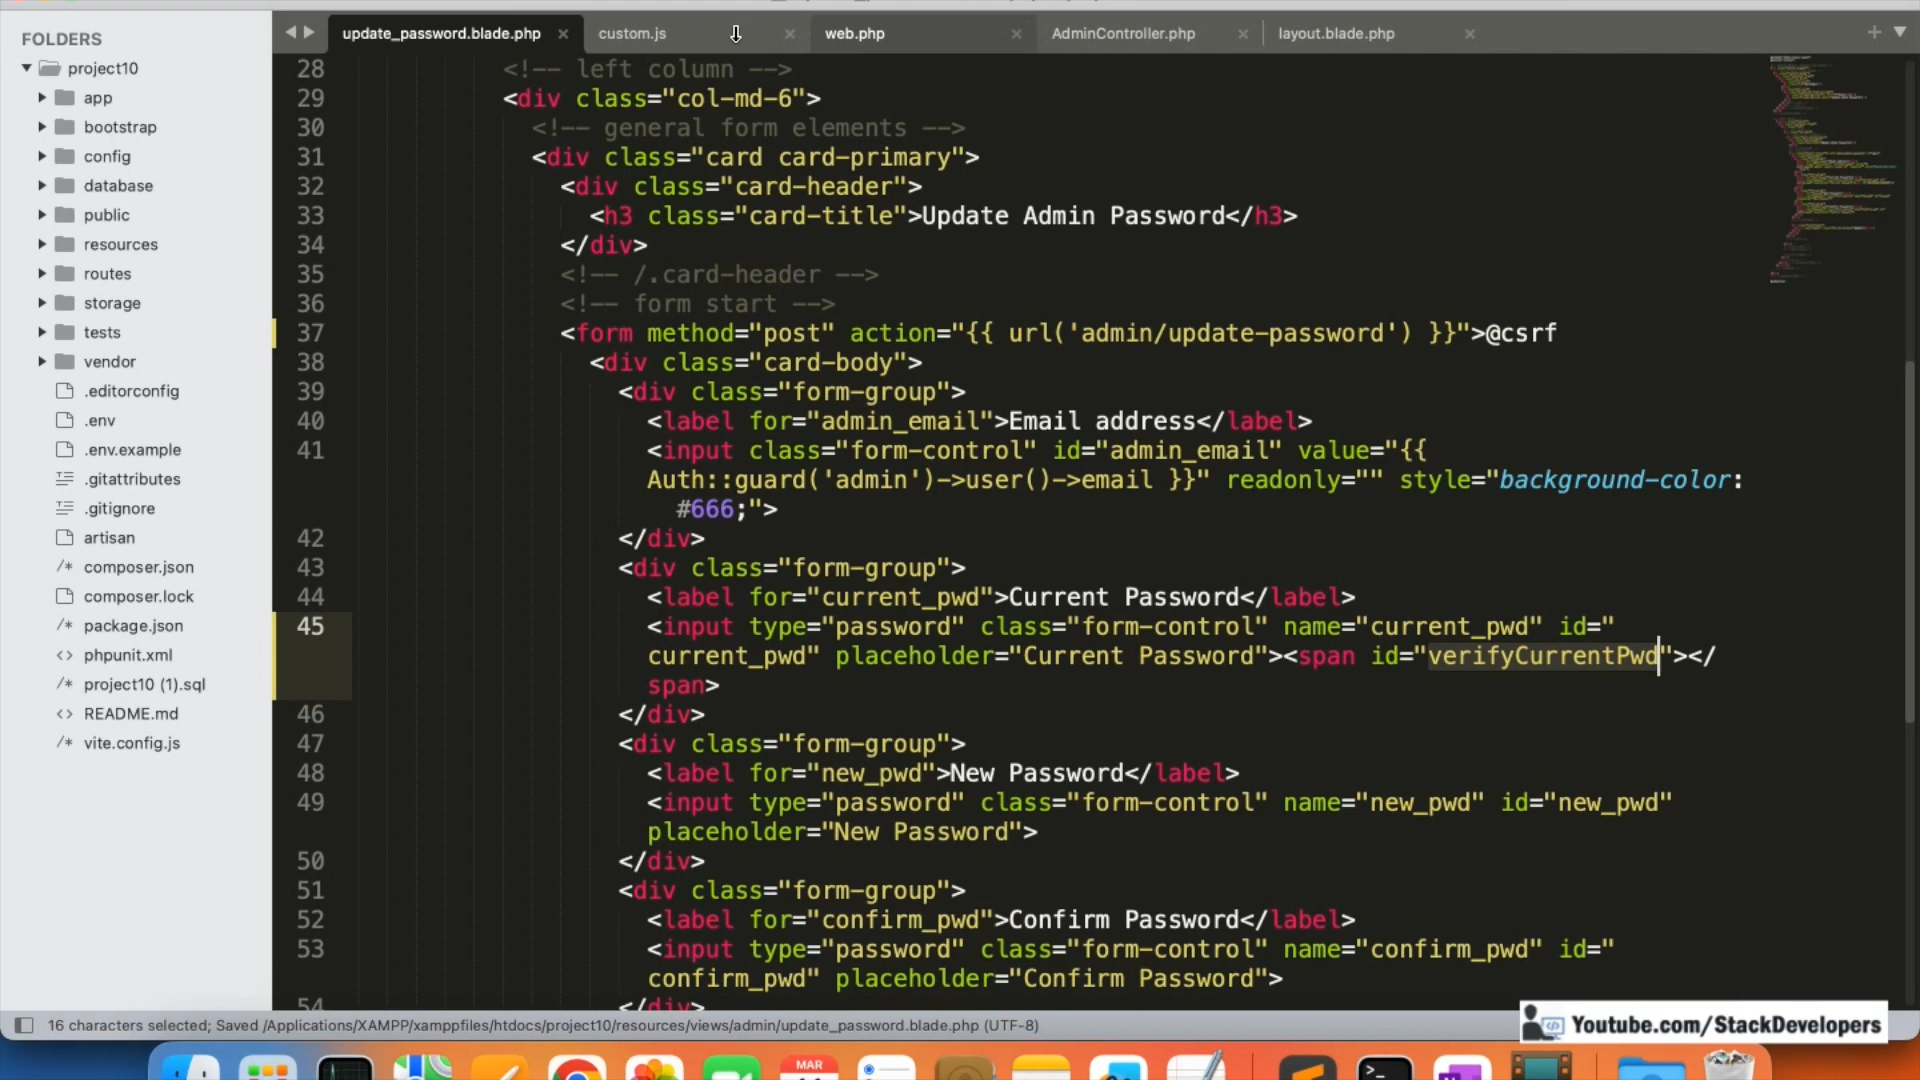 FOLDERS
project10
app
bootstrap
config
database
public
resources
routes
storage
tests
vendor
.editorconfig
.env
.env.example
.gitattributes
.gitignore
artisan
/* composer.json
composer.lock
/* package.json
<> phpunit.xml
/* project10 (1).sql
<> README.md
/* vite.config.js
update_password.blade.php
custom.js
web.php
AdminController.php
layout.blade.php
28 <!-- left column -->
29 <div class="col-md-6">
30 <!-- general form elements -->
31 <div class="card card-primary">
32 <div class="card-header">
33 <h3 class="card-title">Update Admin Password</h3>
34 </div>
35 <!-- /.card-header -->
36 <!-- form start -->
37 <form method="post" action="{{ url('admin/update-password') }}">@csrf
38 <div class="card-body">
39 <div class="form-group">
40 <label for="admin_email">Email address</label>
41 <input class="form-control" id="admin_email" value="{{
Auth::guard('admin')->user()->email }}" readonly="" style="background-color:
#666;">
42 </div>
43 <div class="form-group">
44 <label for="current_pwd">Current Password</label>
45 <input type="password" class="form-control" name="current_pwd" id="
current_pwd" placeholder="Current Password"><span id="verifyCurrentPwd"></
span>
46 </div>
47 <div class="form-group">
48 <label for="new_pwd">New Password</label>
49 <input type="password" class="form-control" name="new_pwd" id="new_pwd"
placeholder="New Password">
50 </div>
51 <div class="form-group">
52 <label for="confirm_pwd">Confirm Password</label>
53 <input type="password" class="form-control" name="confirm_pwd" id="
confirm_pwd" placeholder="Confirm Password">
54 </div>
16 characters selected; Saved /Applications/XAMPP/xamppfiles/htdocs/project10/resources/views/admin/update_password.blade.php (UTF-8)
Youtube.com/StackDevelopers
MAR